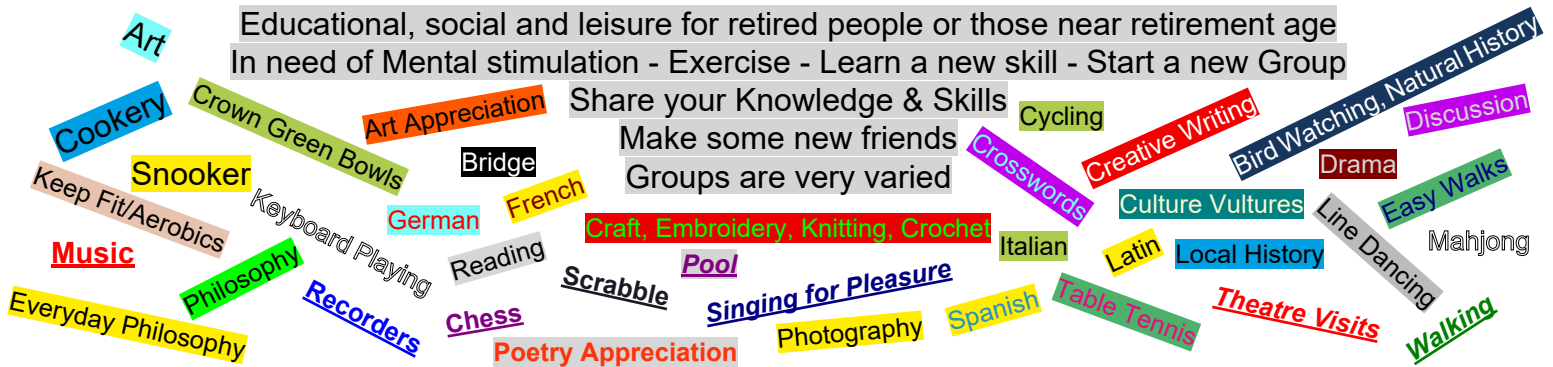 Educational, social and leisure for retired people or those near retirement age
In need of Mental stimulation - Exercise - Learn a new skill - Start a new Group
Share your Knowledge & Skills
Make some new friends
Groups are very varied
Art
Cookery
Crown Green Bowls
Art Appreciation
Cycling
Creative Writing
Bird Watching, Natural History
Discussion
Snooker
Bridge
Crosswords
Drama
Keep Fit/Aerobics
Keyboard Playing
German
French
Craft, Embroidery, Knitting, Crochet
Culture Vultures
Easy Walks
Music
Philosophy
Reading
Pool
Italian
Latin
Local History
Line Dancing
Mahjong
Everyday Philosophy
Recorders
Chess
Scrabble
Singing for Pleasure
Spanish
Table Tennis
Theatre Visits
Walking
Poetry Appreciation
Photography